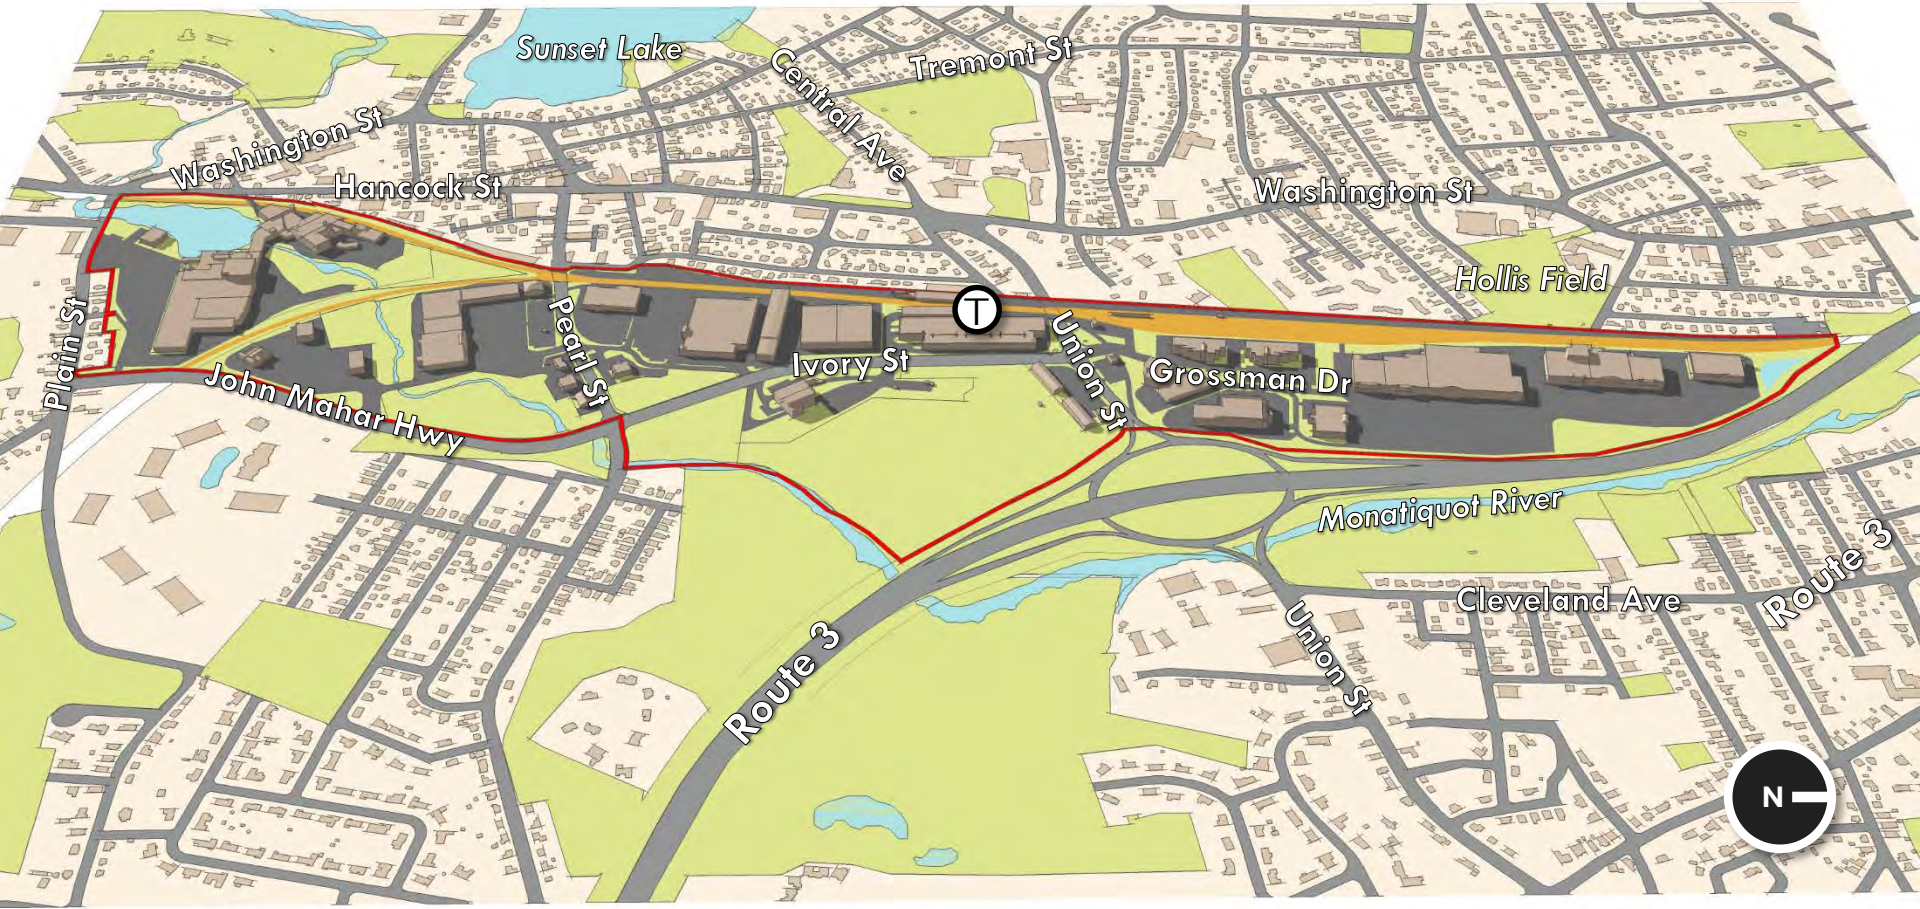 Sunset Lake
Central Ave
Tremont St
Washington St
Hancock St
Washington St
Hollis Field
T
Plain St
Pearl St
Union St
Ivory St
John Mahar Hwy
Grossman Dr
Monatiquot River
Route 3
Cleveland Ave
Route 3
Union St
N